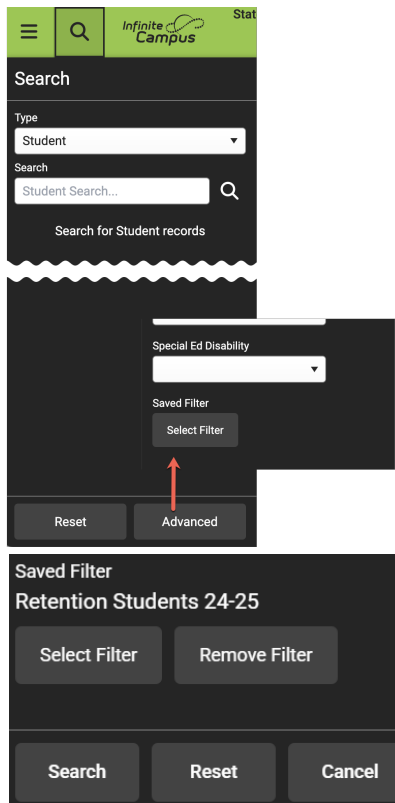 Stat
Infinite
Campus
Search
Type
Student
Search
Student Search...
Search for Student records
Special Ed Disability
Saved Filter
Select Filter
Reset Advanced
Saved Filter
Retention Students 24-25
Select Filter Remove Filter
Search Reset Cancel